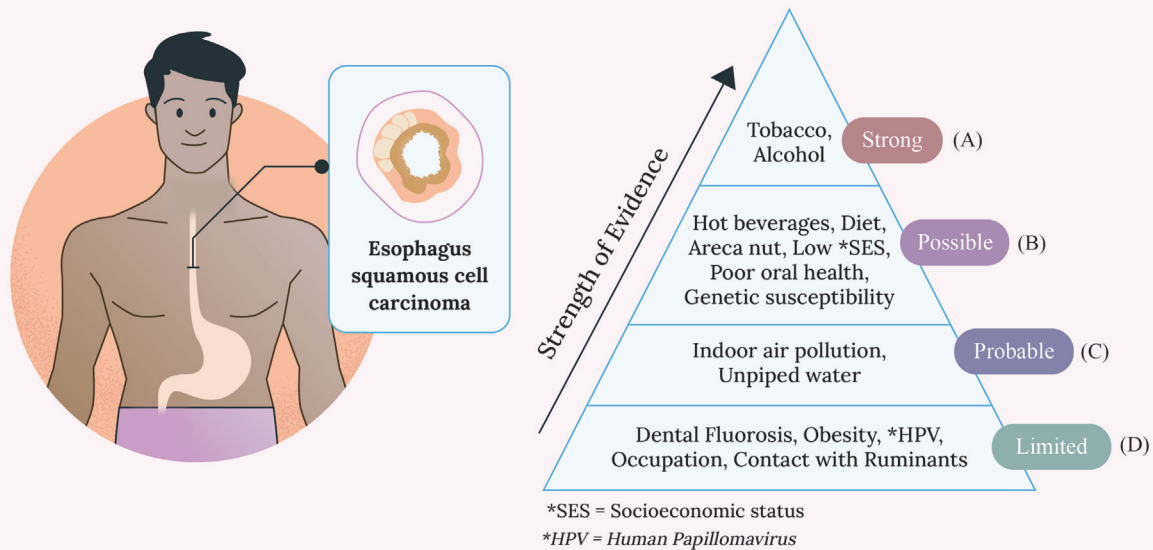 Esophagus
squamous cell
carcinoma
Strength of Evidence
Tobacco,
Alcohol
Strong
(A)
Hot beverages, Diet,
Areca nut, Low *SES,
Poor oral health,
Genetic susceptibility
Possible
(B)
Indoor air pollution,
Unpiped water
Probable
(C)
Dental Fluorosis, Obesity, *HPV,
Occupation, Contact with Ruminants
Limited
(D)
*SES = Socioeconomic status
*HPV = Human Papillomavirus